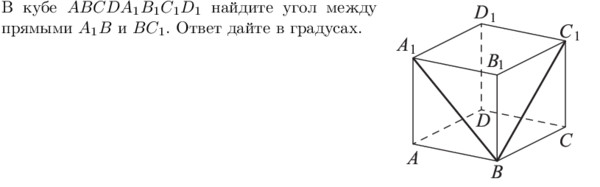 В кубе ABCDA₁B₁C₁D₁ найдите угол между
прямыми A₁B и BC₁. Ответ дайте в градусах.
D₁
C₁
A₁
B₁
D
C
A
B